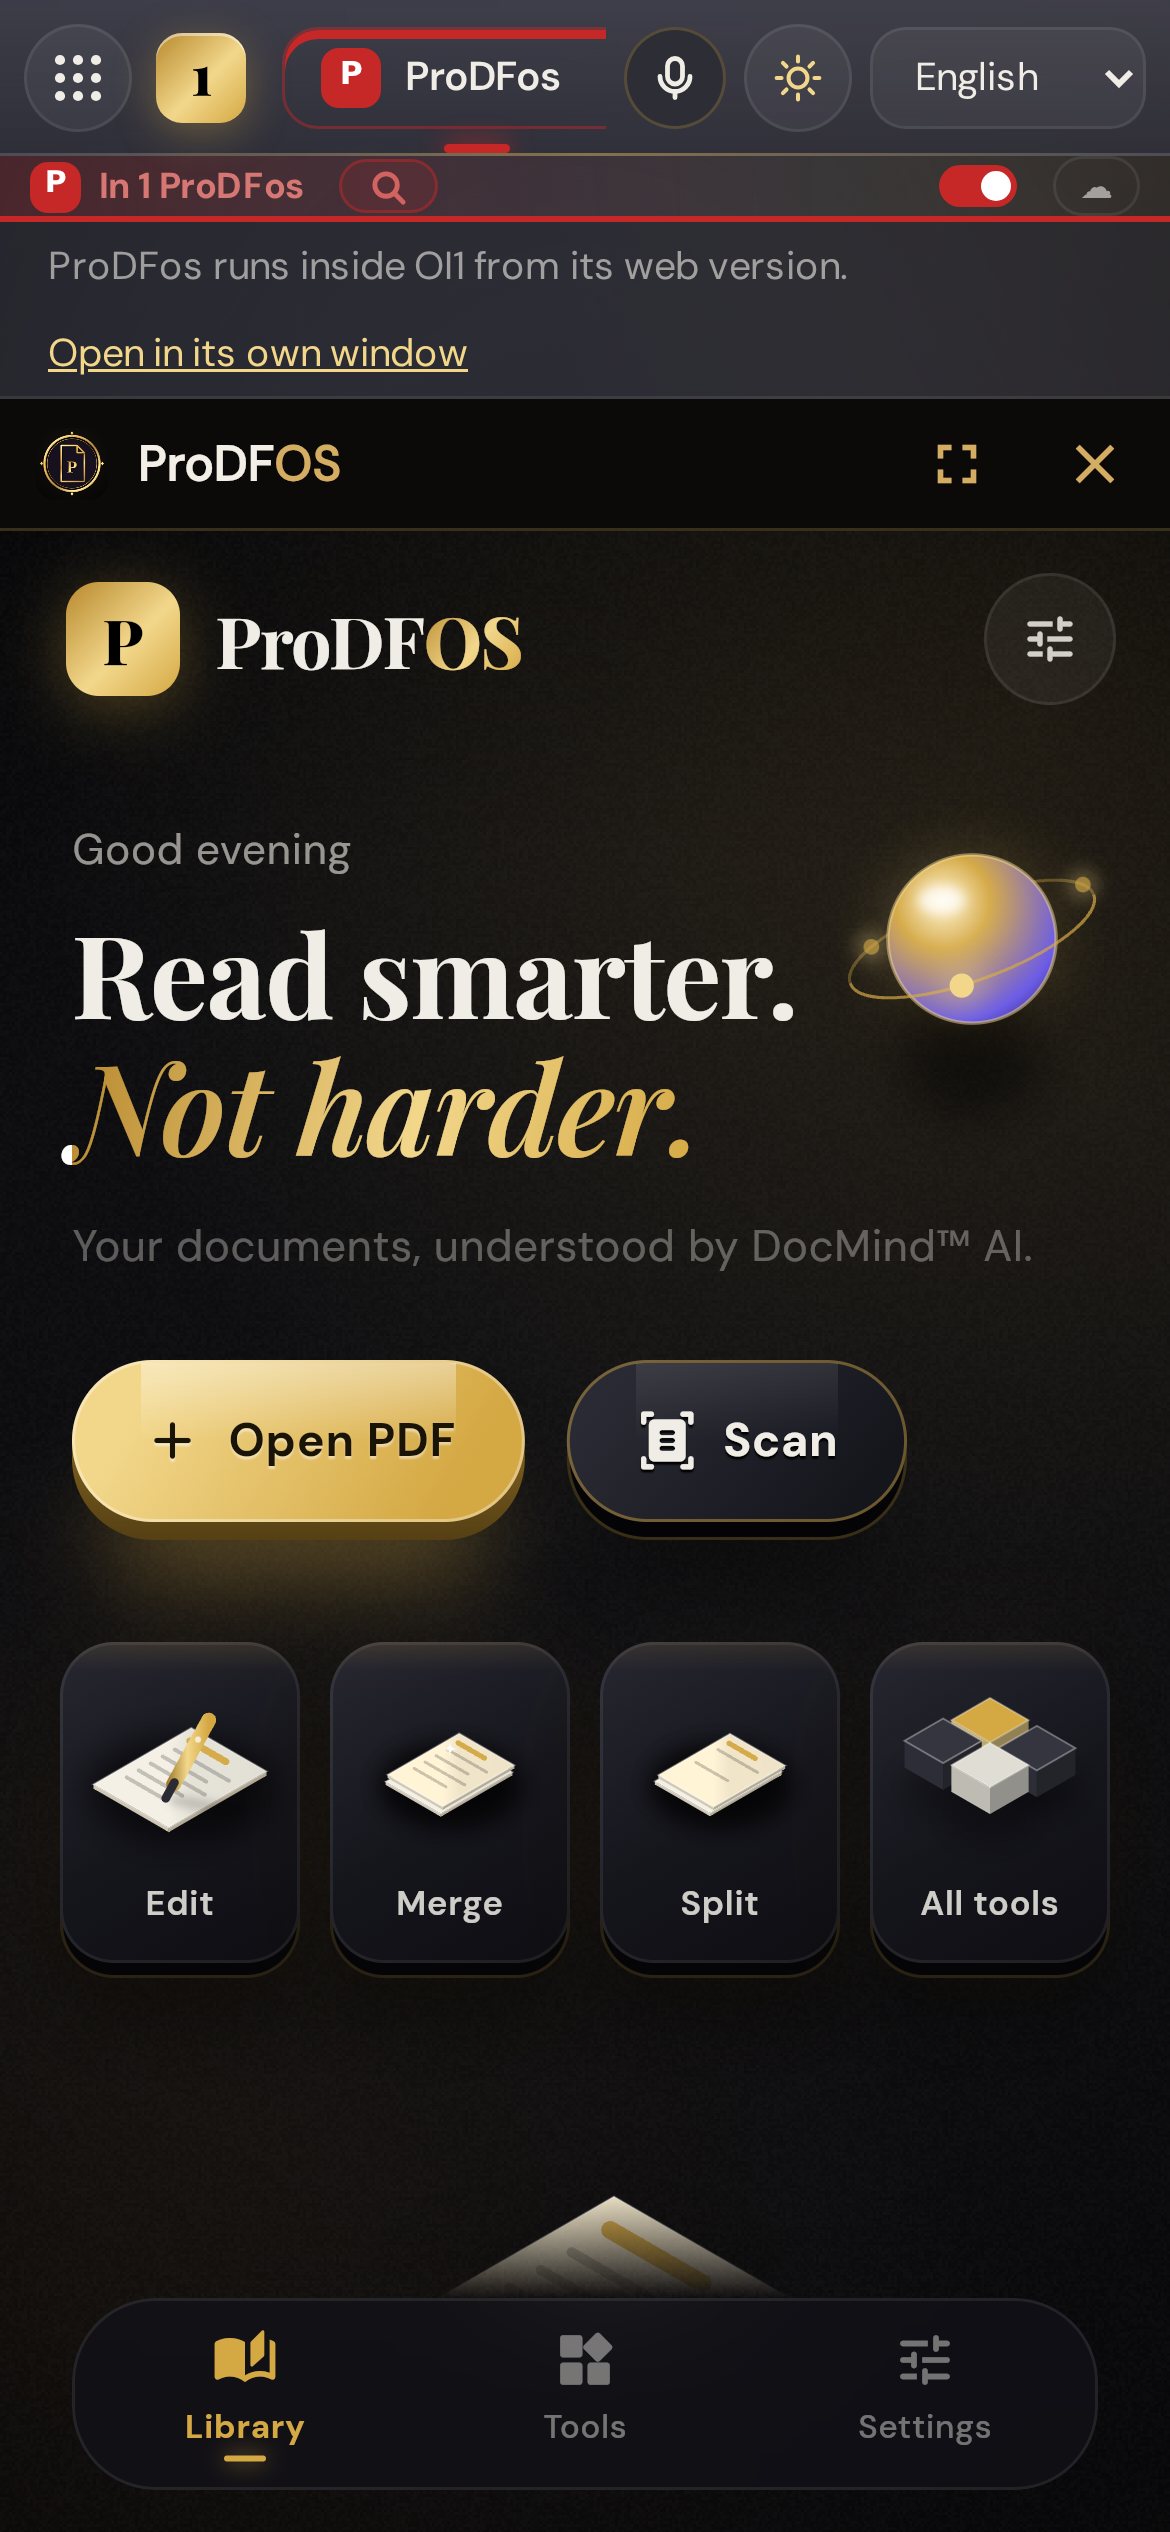 1
P ProDFos
English
P In 1 ProDFos
ProDFos runs inside OI1 from its web version.
Open in its own window
P ProDFOS
P ProDFOS
Good evening
Read smarter.
Not harder.
Your documents, understood by DocMind™ AI.
+ Open PDF
Scan
Edit
Merge
Split
All tools
Library
Tools
Settings